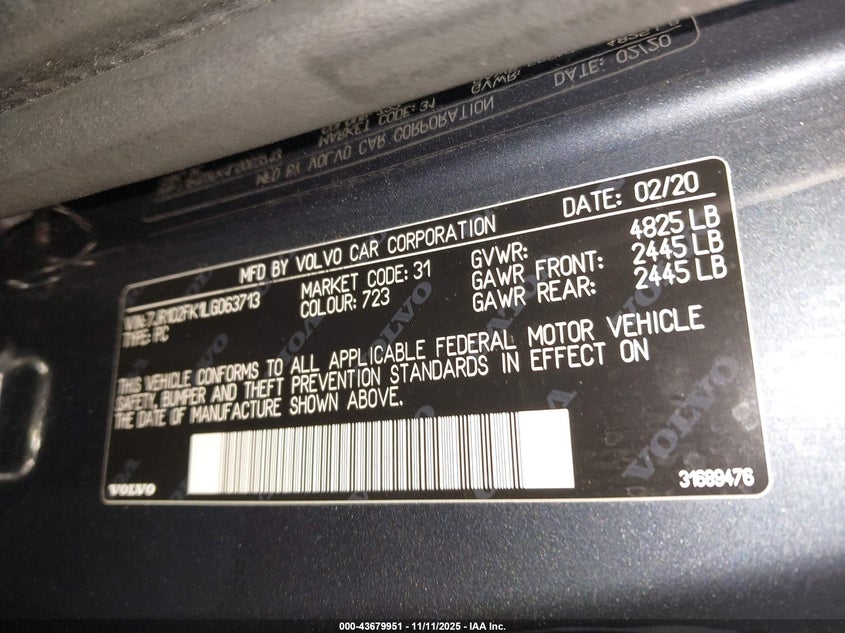 MFD BY VOLVO CAR CORPORATION DATE: 02/20
VIN: 7JR102FK1LG063713 MARKET CODE: 31 GVWR: 4825 LB
TYPE: PC COLOUR: 723 GAWR FRONT: 2445 LB
GAWR REAR: 2445 LB
THIS VEHICLE CONFORMS TO ALL APPLICABLE FEDERAL MOTOR VEHICLE
SAFETY, BUMPER AND THEFT PREVENTION STANDARDS IN EFFECT ON
THE DATE OF MANUFACTURE SHOWN ABOVE.
VOLVO 31689476
000-43679951 - 11/11/2025 - IAA Inc.